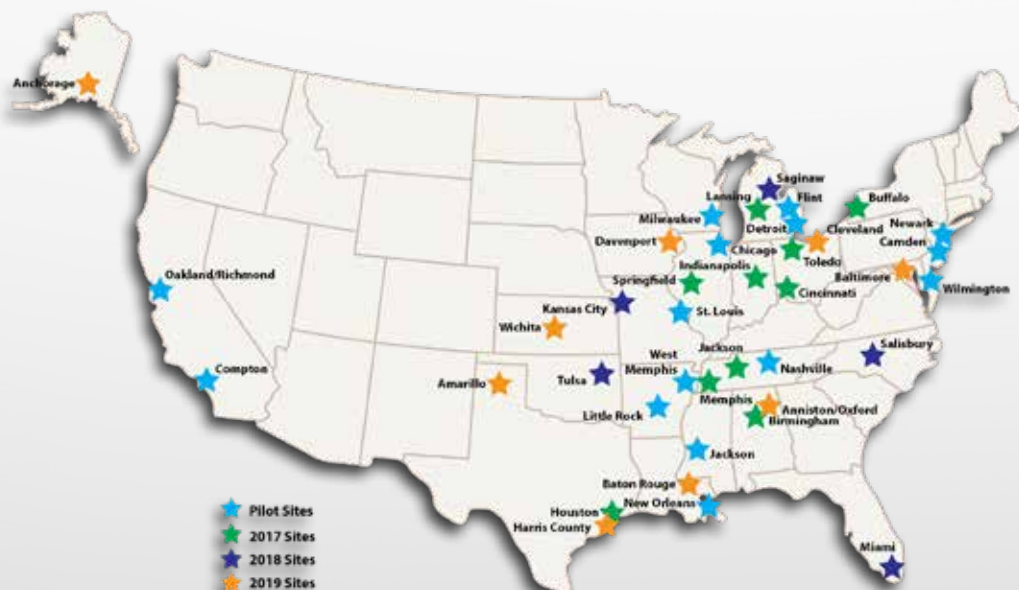 Anchorage
Saginaw
Lansing
Flint
Buffalo
Milwaukee
Newark
Detroit
Cleveland
Davenport
Chicago
Camden
Toledo
Indianapolis
Baltimore
Oakland/Richmond
Springfield
Cincinnati
Wilmington
Kansas City
St. Louis
Wichita
Jackson
Salisbury
West
Memphis
Nashville
Compton
Tulsa
Amarillo
Memphis
Little Rock
Anniston/Oxford
Birmingham
Jackson
Baton Rouge
New Orleans
Houston
Harris County
Miami
Pilot Sites
2017 Sites
2018 Sites
2019 Sites